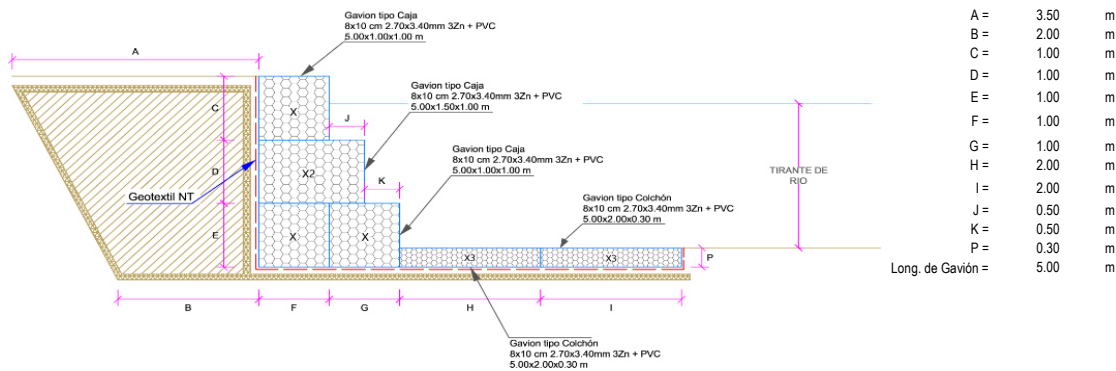 Gavion tipo Caja
8x10 cm 2.70x3.40mm 3Zn + PVC
5.00x1.00x1.00 m
A
C
X
J
Gavion tipo Caja
8x10 cm 2.70x3.40mm 3Zn + PVC
5.00x1.50x1.00 m
D
X2
K
Gavion tipo Caja
8x10 cm 2.70x3.40mm 3Zn + PVC
5.00x1.00x1.00 m
TIRANTE DE
RIO
Geotextil NT
Gavion tipo Colchón
8x10 cm 2.70x3.40mm 3Zn + PVC
5.00x2.00x0.30 m
E
X
X
X3
X3
P
B
F
G
H
I
Gavion tipo Colchón
8x10 cm 2.70x3.40mm 3Zn + PVC
5.00x2.00x0.30 m
A = 3.50 m
B = 2.00 m
C = 1.00 m
D = 1.00 m
E = 1.00 m
F = 1.00 m
G = 1.00 m
H = 2.00 m
I = 2.00 m
J = 0.50 m
K = 0.50 m
P = 0.30 m
Long. de Gavión = 5.00 m